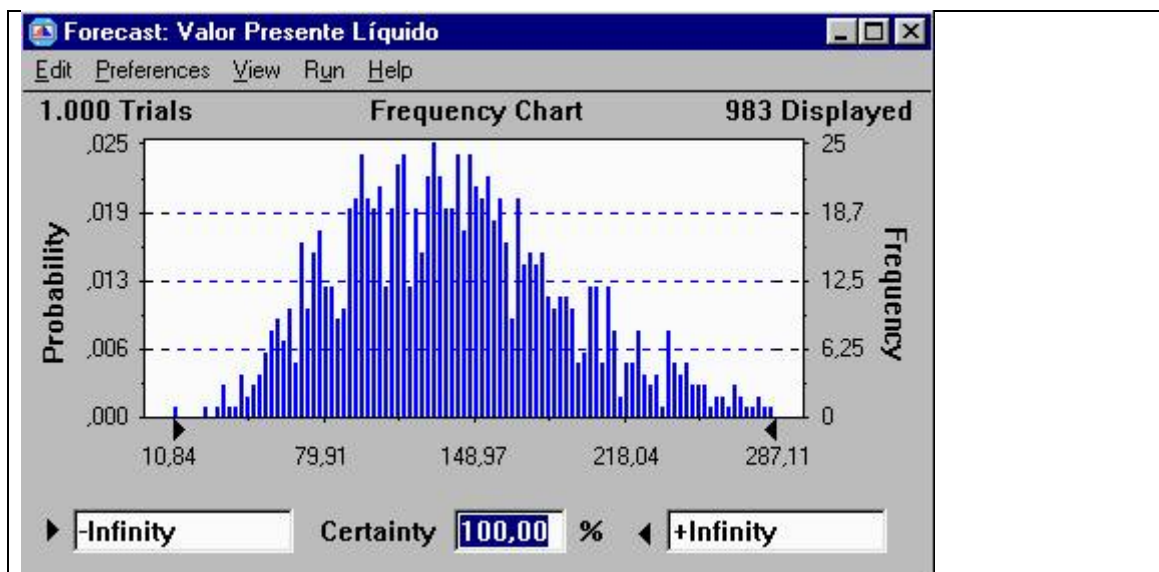 Forecast: Valor Presente Líquido
Edit Preferences View Run Help
1.000 Trials Frequency Chart 983 Displayed
Probability
,025
,019
,013
,006
,000
Frequency
25
18,7
12,5
6,25
0
10,84 79,91 148,97 218,04 287,11
-Infinity Certainty 100,00 % +Infinity